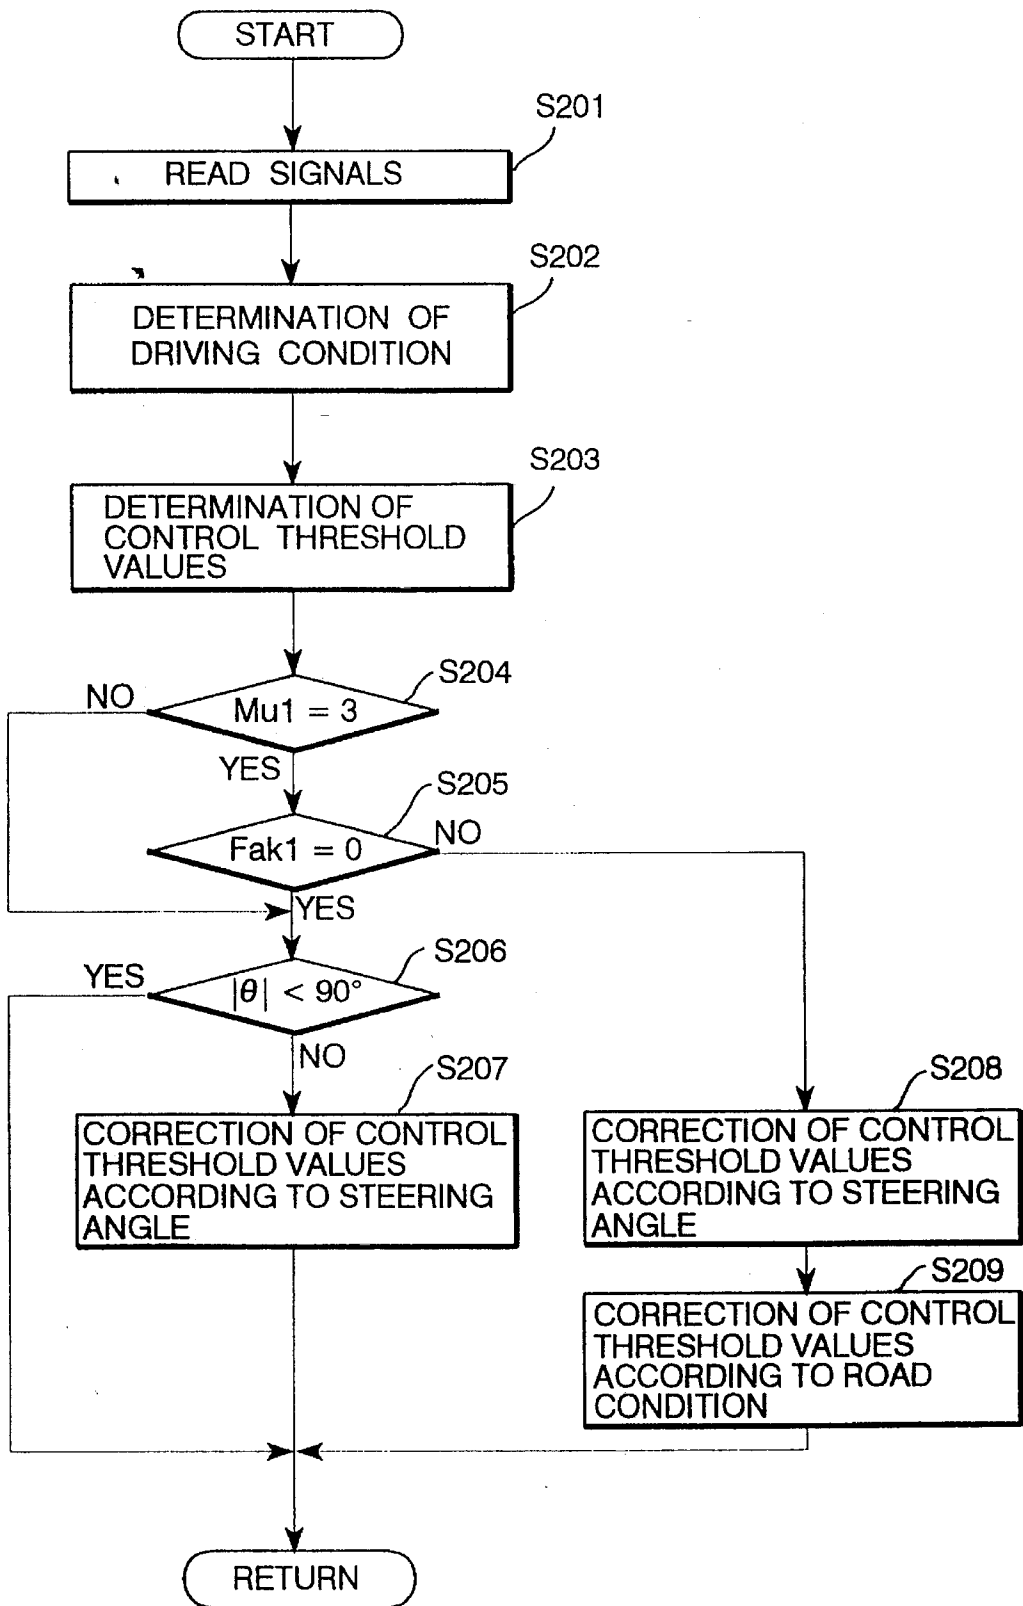 START
S201
READ SIGNALS
S202
DETERMINATION OF
DRIVING CONDITION
S203
DETERMINATION OF
CONTROL THRESHOLD
VALUES
S204
NO
Mu1 = 3
YES
S205
Fak1 = 0
NO
YES
S206
YES
|θ| < 90°
NO
S207
CORRECTION OF CONTROL
THRESHOLD VALUES
ACCORDING TO STEERING
ANGLE
S208
CORRECTION OF CONTROL
THRESHOLD VALUES
ACCORDING TO STEERING
ANGLE
S209
CORRECTION OF CONTROL
THRESHOLD VALUES
ACCORDING TO ROAD
CONDITION
RETURN